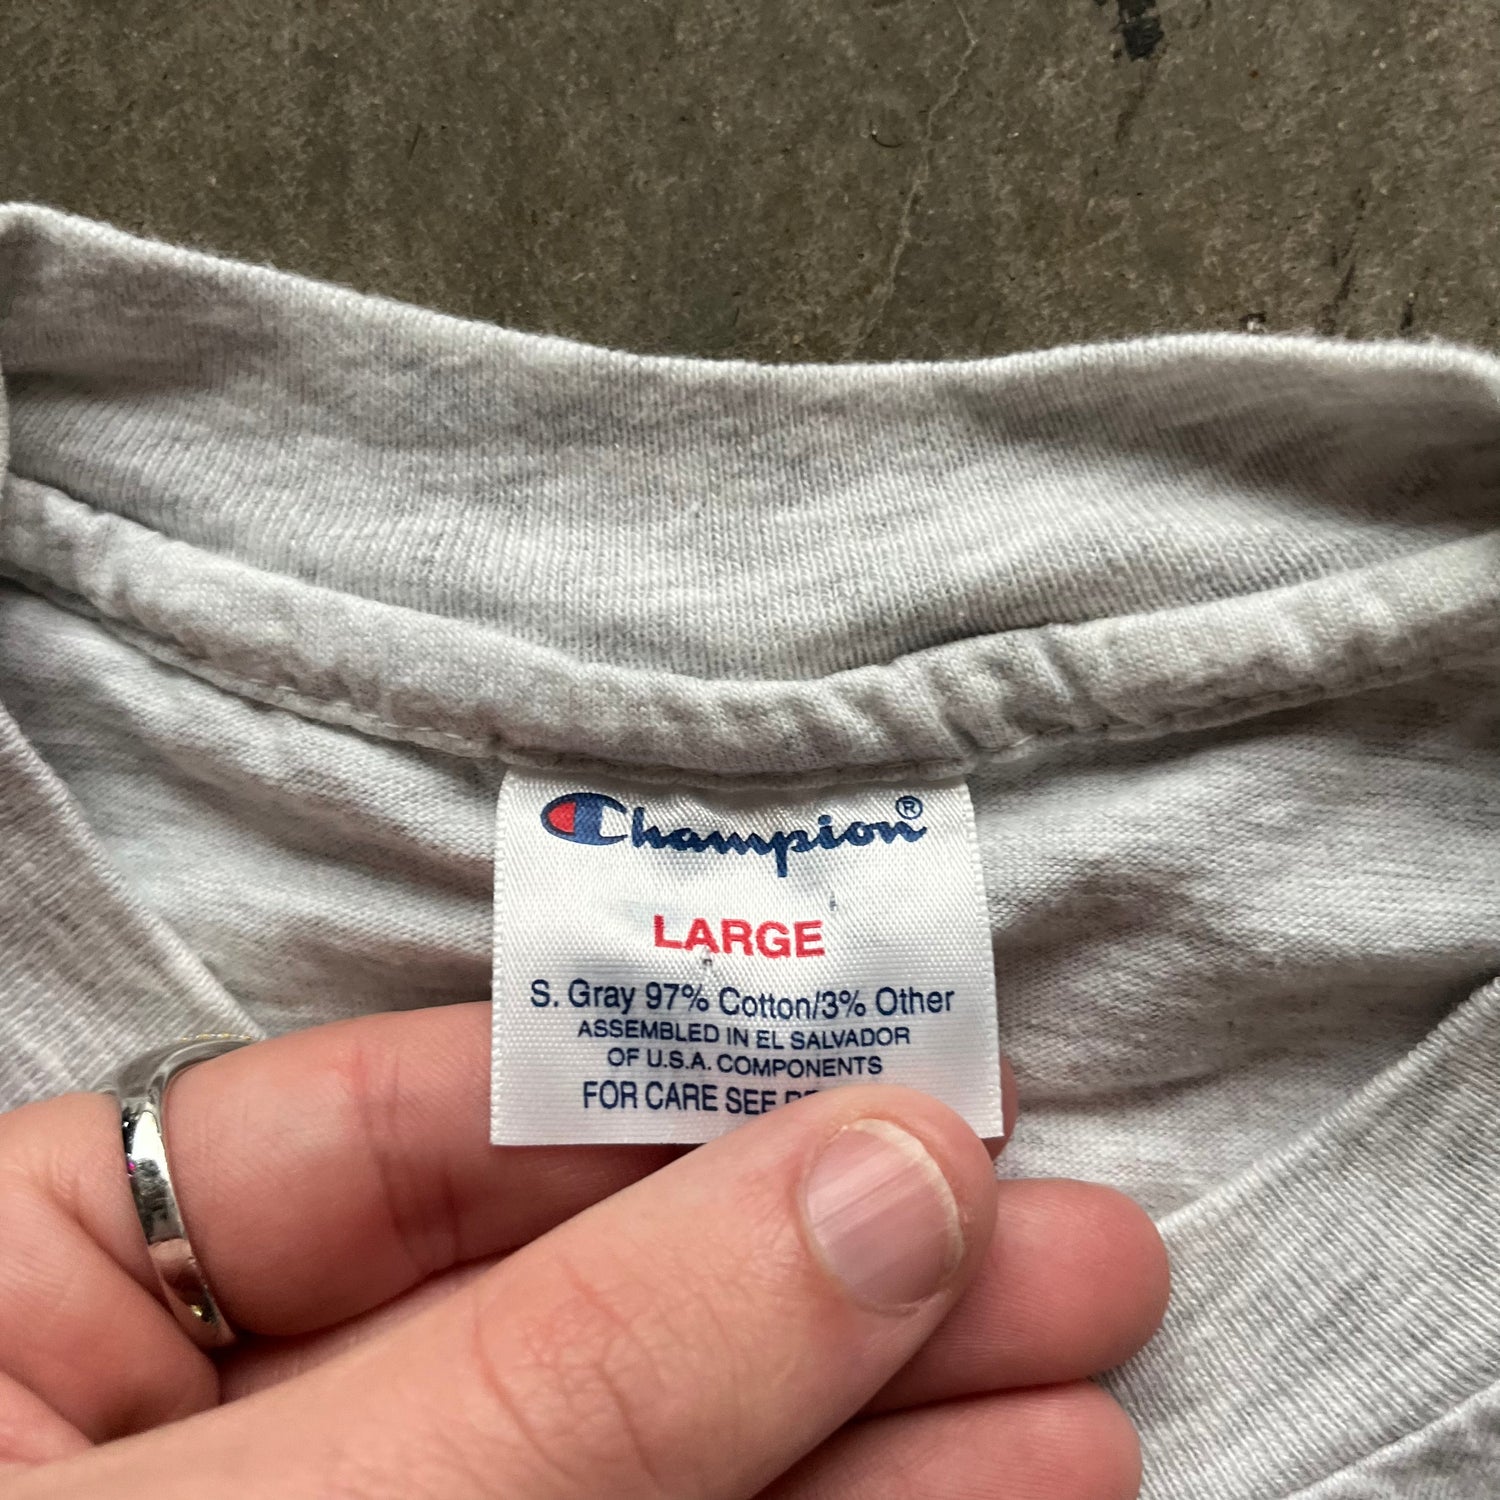 Champion®
LARGE
S. Gray 97% Cotton/3% Other
ASSEMBLED IN EL SALVADOR
OF U.S.A. COMPONENTS
FOR CARE SEE